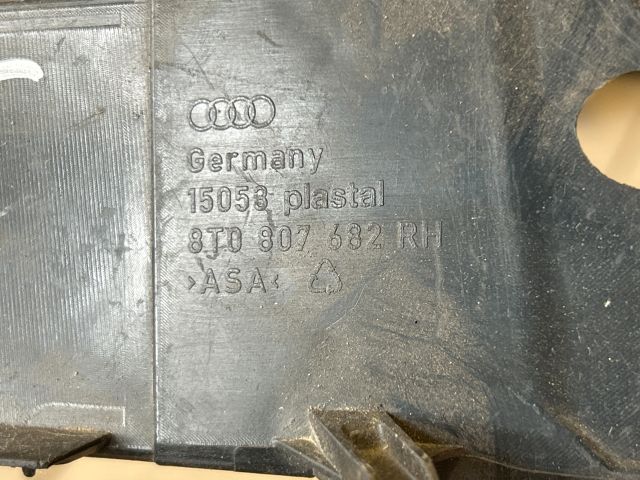 Germany
15053 plastal
8T0 807 682 RH
>ASA<